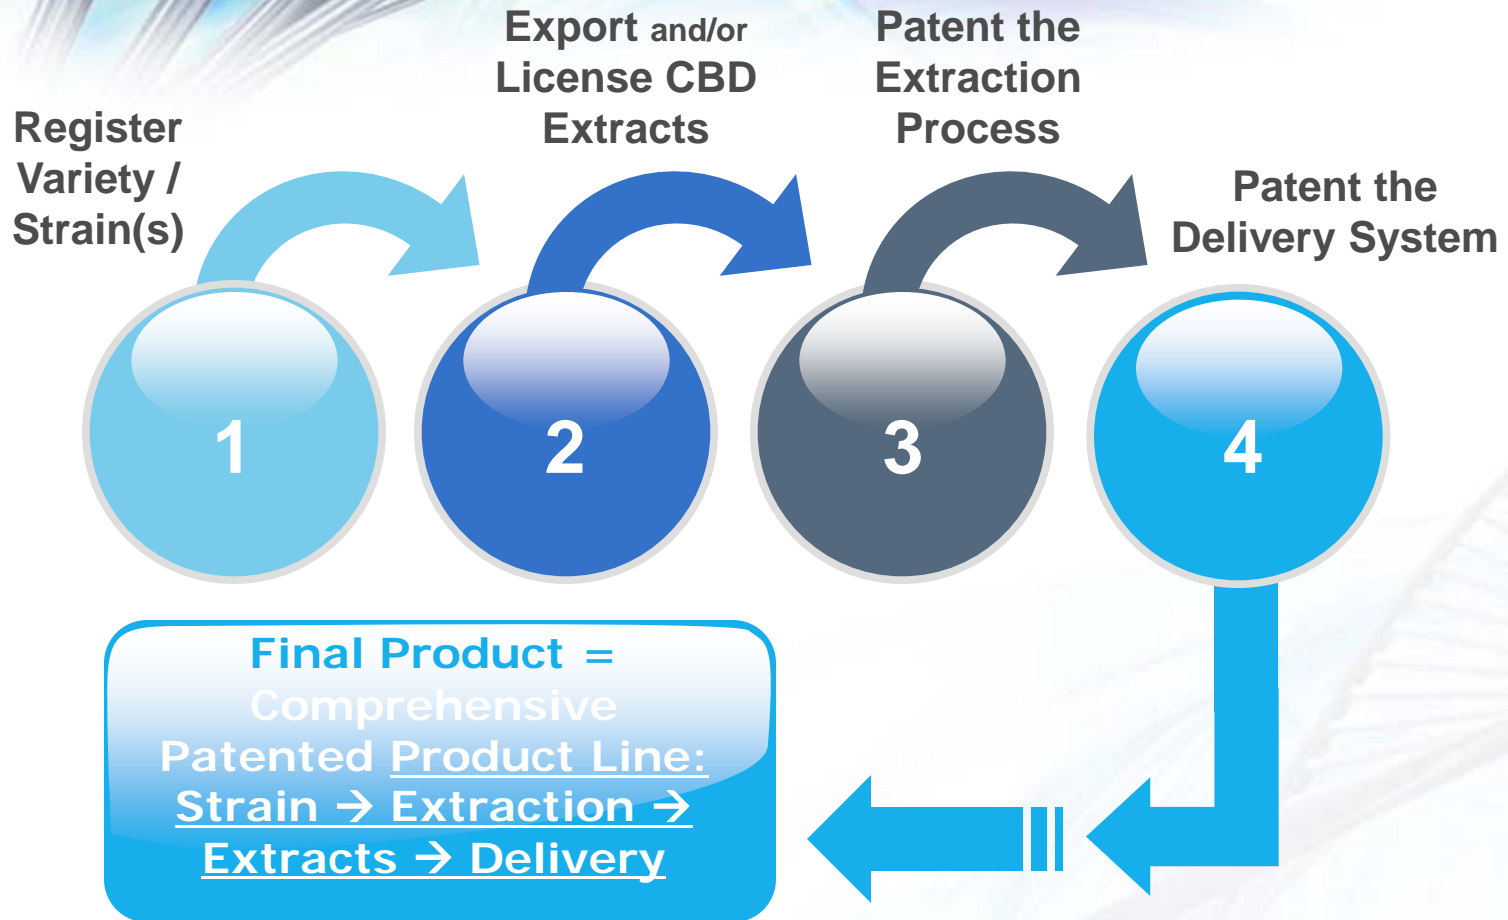 Register
Variety /
Strain(s)
Export and/or
License CBD
Extracts
Patent the
Extraction
Process
Patent the
Delivery System
1
2
3
4
Final Product =
Comprehensive
Patented Product Line:
Strain → Extraction →
Extracts → Delivery